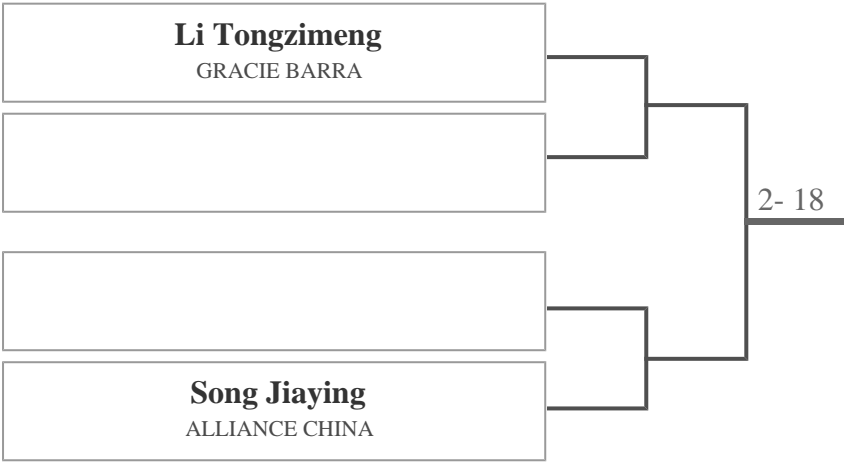 Li Tongzimeng
GRACIE BARRA
2- 18
Song Jiaying
ALLIANCE CHINA